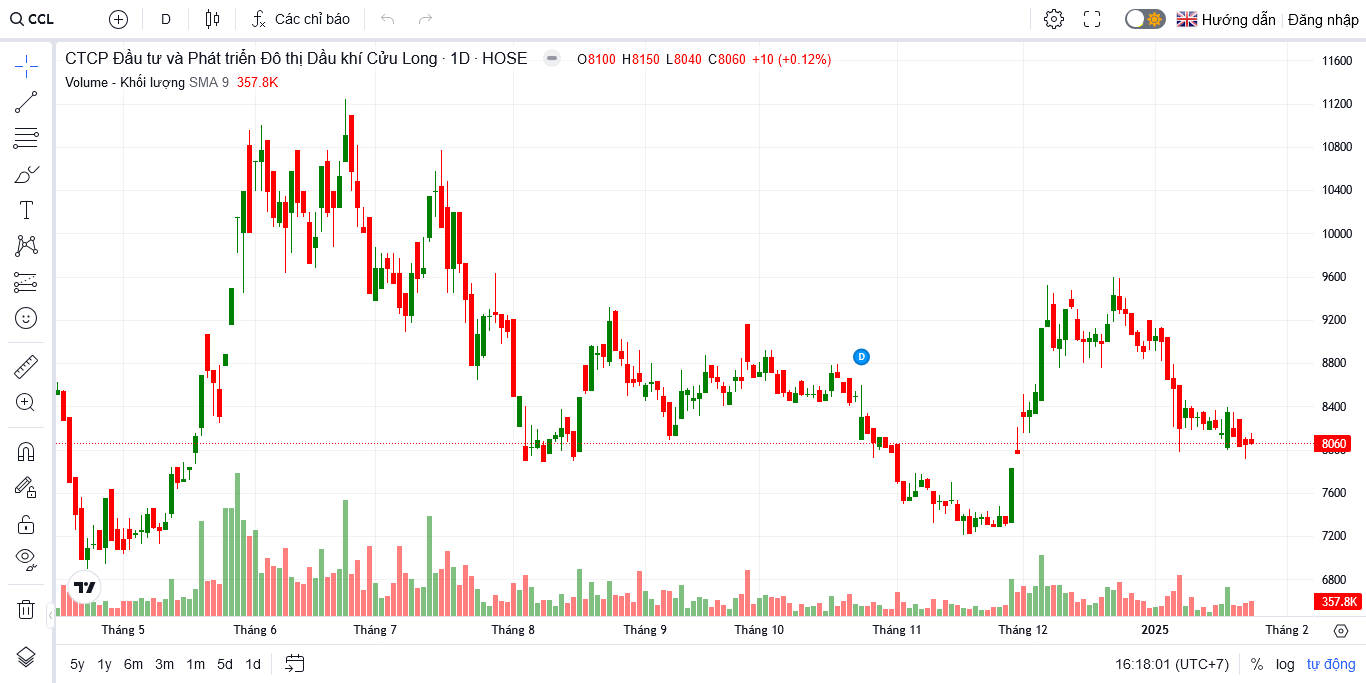 CCL D Các chỉ báo Hướng dẫn Đăng nhập
CTCP Đầu tư và Phát triển Đô thị Dầu khí Cửu Long · 1D · HOSE O8100 H8150 L8040 C8060 +10 (+0.12%)
Volume - Khối lượng SMA 9 357.8K
11600
11200
10800
10400
10000
9600
9200
8800
D
8400
8060
8000
7600
7200
6800
357.8K
Tháng 5 Tháng 6 Tháng 7 Tháng 8 Tháng 9 Tháng 10 Tháng 11 Tháng 12 2025 Tháng 2
5y 1y 6m 3m 1m 5d 1d 16:18:01 (UTC+7) % log tự động